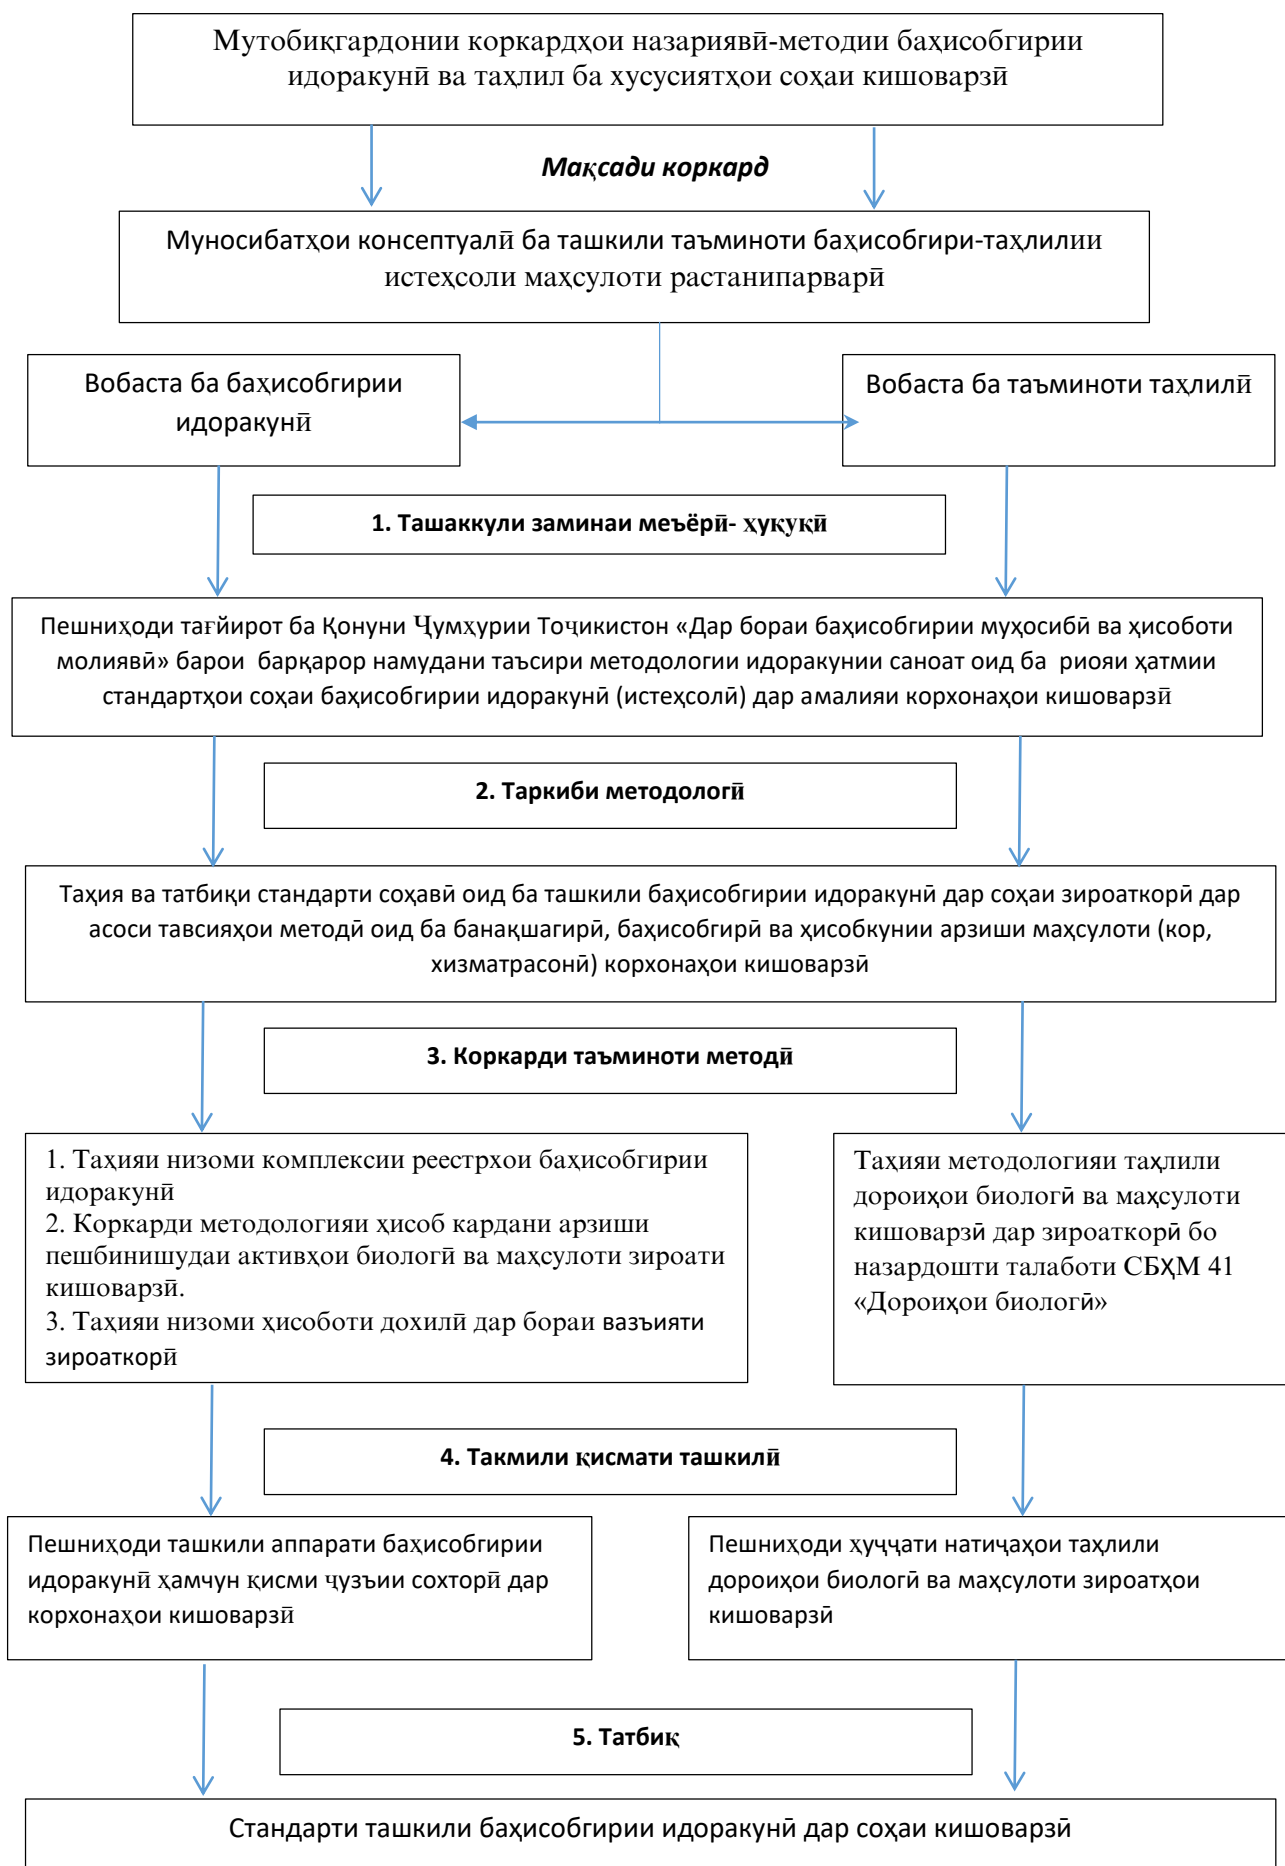 Мутобиқгардонии коркардҳои назариявӣ-методии баҳисобгирии
идоракунӣ ва таҳлил ба хусусиятҳои соҳаи кишоварзӣ
Мақсади коркард
Муносибатҳои консептуалӣ ба ташкили таъминоти баҳисобгири-таҳлилии
истеҳсоли маҳсулоти растанипарварӣ
Вобаста ба баҳисобгирии
идоракунӣ
Вобаста ба таъминоти таҳлилӣ
1. Ташаккули заминаи меъёрӣ- ҳуқуқӣ
Пешниҳоди тағйирот ба Қонуни Ҷумҳурии Тоҷикистон «Дар бораи баҳисобгирии муҳосибӣ ва ҳисоботи
молиявӣ» барои барқарор намудани таъсири методологии идоракунии саноат оид ба риояи ҳатмии
стандартҳои соҳаи баҳисобгирии идоракунӣ (истеҳсолӣ) дар амалияи корхонаҳои кишоварзӣ
2. Таркиби методологӣ
Таҳия ва татбиқи стандарти соҳавӣ оид ба ташкили баҳисобгирии идоракунӣ дар соҳаи зироаткорӣ дар
асоси тавсияҳои методӣ оид ба банақшагирӣ, баҳисобгирӣ ва ҳисобкунии арзиши маҳсулоти (кор,
хизматрасонӣ) корхонаҳои кишоварзӣ
3. Коркарди таъминоти методӣ
1. Таҳияи низоми комплексии реестрхои баҳисобгирии
идоракунӣ
2. Коркарди методологияи ҳисоб кардани арзиши
пешбинишудаи активҳои биологӣ ва маҳсулоти зироати
кишоварзӣ.
3. Таҳияи низоми ҳисоботи дохилӣ дар бораи вазъияти
зироаткорӣ
Таҳияи методологияи таҳлили
дороиҳои биологӣ ва маҳсулоти
кишоварзӣ дар зироаткорӣ бо
назардошти талаботи СБҲМ 41
«Дороиҳои биологӣ»
4. Такмили қисмати ташкилӣ
Пешниҳоди ташкили аппарати баҳисобгирии
идоракунӣ ҳамчун қисми ҷузъии сохторӣ дар
корхонаҳои кишоварзӣ
Пешниҳоди ҳуҷҷати натиҷаҳои таҳлили
дороиҳои биологӣ ва маҳсулоти зироатҳои
кишоварзӣ
5. Татбиқ
Стандарти ташкили баҳисобгирии идоракунӣ дар соҳаи кишоварзӣ